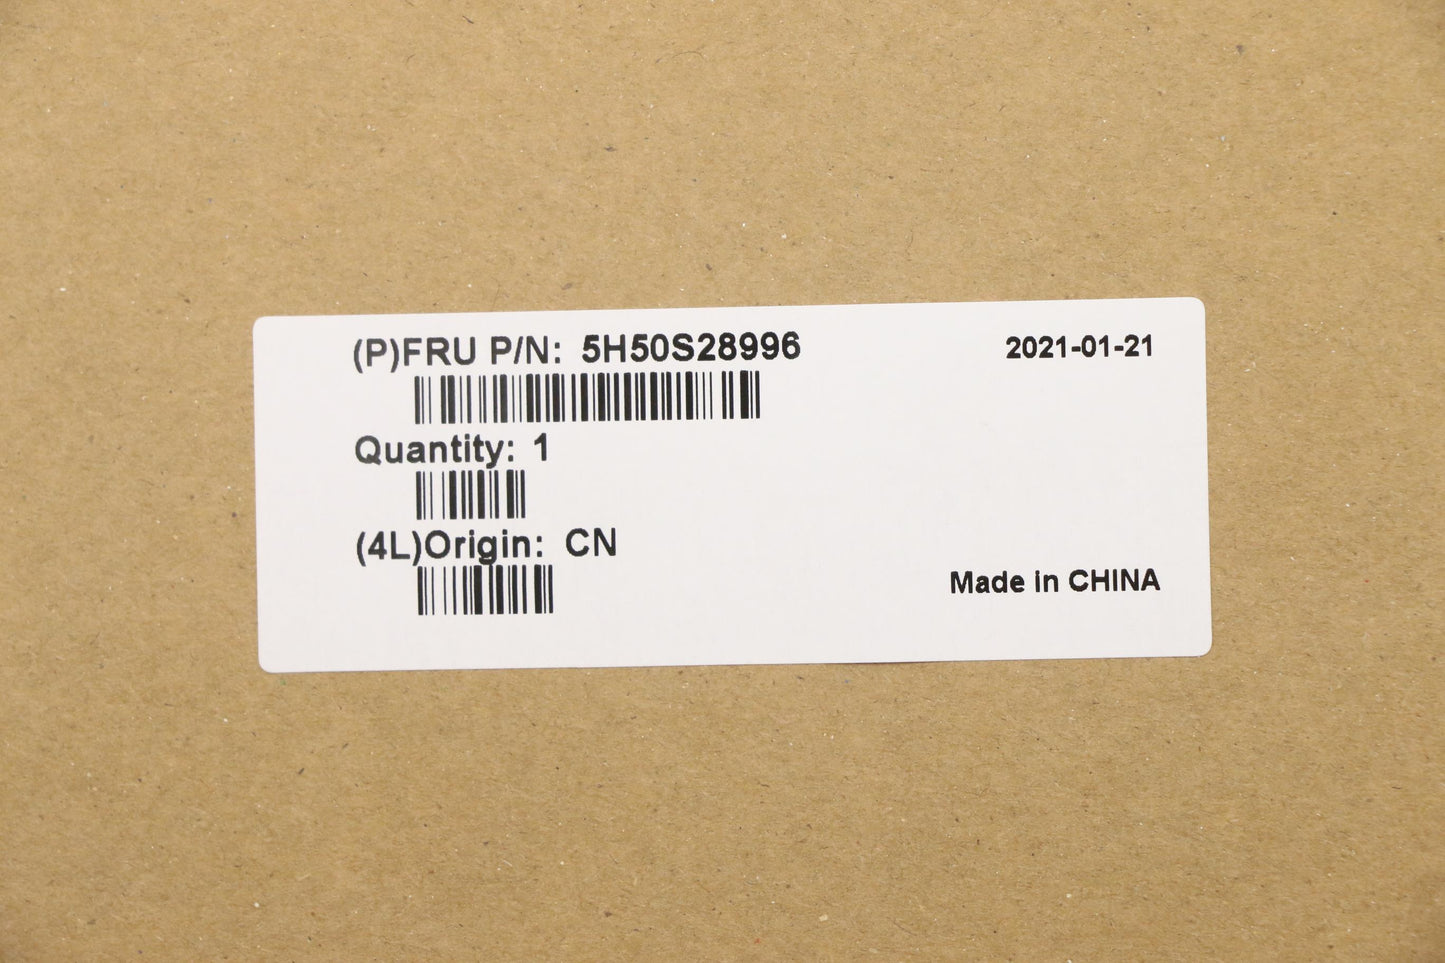 (P)FRU P/N: 5H50S28996
2021-01-21
Quantity: 1
(4L)Origin: CN
Made in CHINA